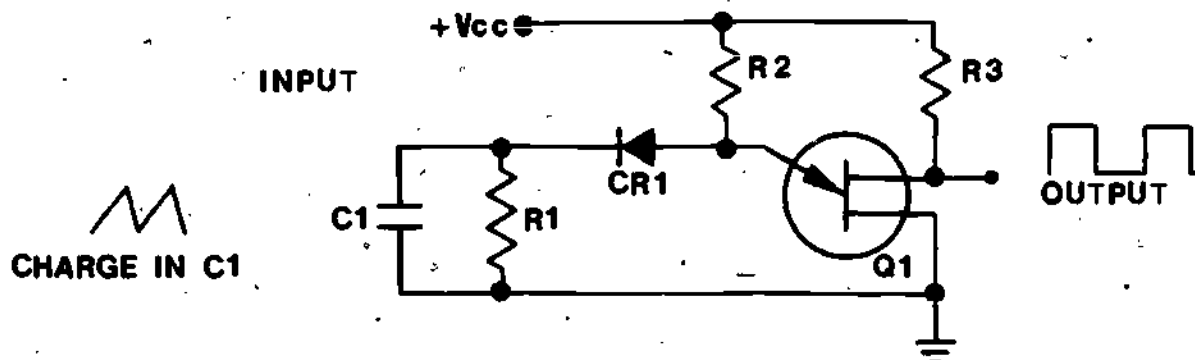 +Vcc
R2
R3
INPUT
CR1
OUTPUT
C1
R1
Q1
CHARGE IN C1